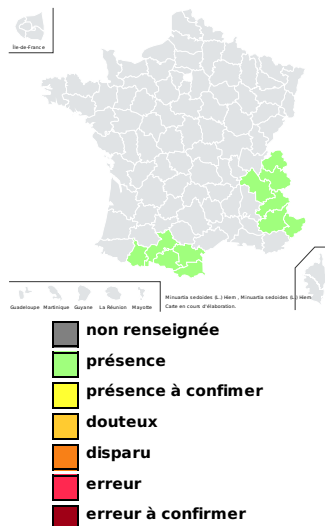 Île-de-France
Guadeloupe Martinique Guyane La Réunion Mayotte
Minuartia sedoides (L.) Hiern , Minuartia sedoides (L.) Hiern
Carte en cours d'élaboration.
non renseignée
présence
présence à confimer
douteux
disparu
erreur
erreur à confirmer